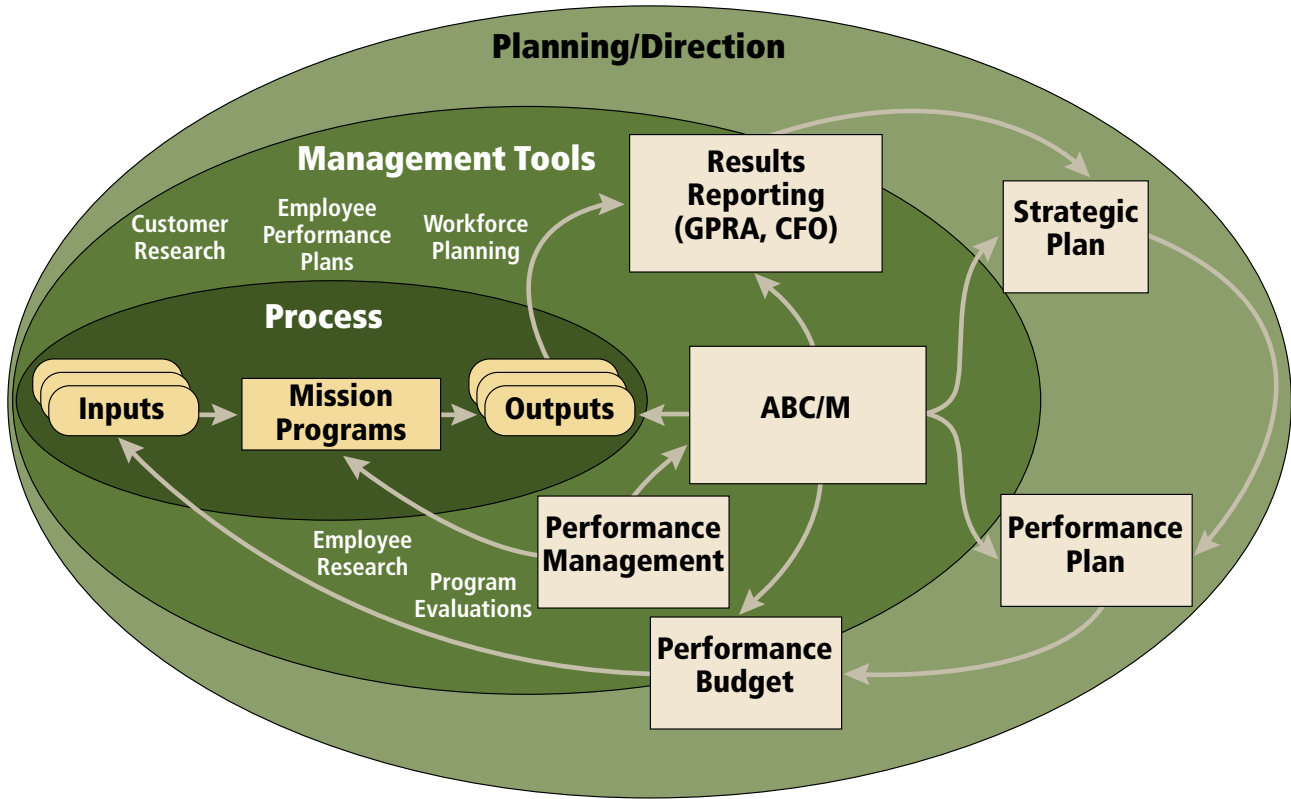 Planning/Direction
Management Tools
Customer
Research
Employee
Performance
Plans
Workforce
Planning
Results
Reporting
(GPRA, CFO)
Strategic
Plan
Process
Inputs
Mission
Programs
Outputs
ABC/M
Performance
Management
Employee
Research
Program
Evaluations
Performance
Plan
Performance
Budget